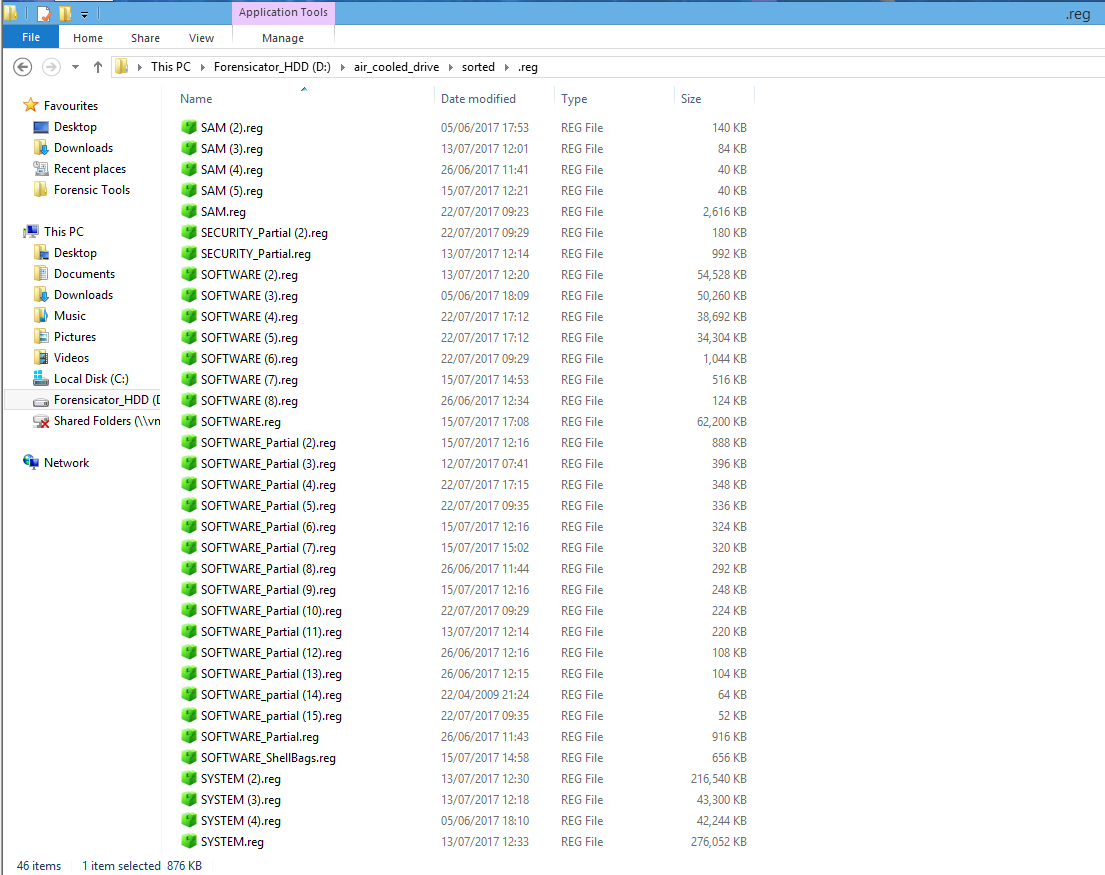 Application Tools
.reg
File Home Share View Manage
This PC Forensicator_HDD (D:) air_cooled_drive sorted .reg
Favourites
Desktop
Downloads
Recent places
Forensic Tools
This PC
Desktop
Documents
Downloads
Music
Pictures
Videos
Local Disk (C:)
Forensicator_HDD (D
Shared Folders (\\vn
Network
Name Date modified Type Size
SAM (2).reg 05/06/2017 17:53 REG File 140 KB
SAM (3).reg 13/07/2017 12:01 REG File 84 KB
SAM (4).reg 26/06/2017 11:41 REG File 40 KB
SAM (5).reg 15/07/2017 12:21 REG File 40 KB
SAM.reg 22/07/2017 09:23 REG File 2,616 KB
SECURITY_Partial (2).reg 22/07/2017 09:29 REG File 180 KB
SECURITY_Partial.reg 13/07/2017 12:14 REG File 992 KB
SOFTWARE (2).reg 13/07/2017 12:20 REG File 54,528 KB
SOFTWARE (3).reg 05/06/2017 18:09 REG File 50,260 KB
SOFTWARE (4).reg 22/07/2017 17:12 REG File 38,692 KB
SOFTWARE (5).reg 22/07/2017 17:12 REG File 34,304 KB
SOFTWARE (6).reg 22/07/2017 09:29 REG File 1,044 KB
SOFTWARE (7).reg 15/07/2017 14:53 REG File 516 KB
SOFTWARE (8).reg 26/06/2017 12:34 REG File 124 KB
SOFTWARE.reg 15/07/2017 17:08 REG File 62,200 KB
SOFTWARE_Partial (2).reg 15/07/2017 12:16 REG File 888 KB
SOFTWARE_Partial (3).reg 12/07/2017 07:41 REG File 396 KB
SOFTWARE_Partial (4).reg 22/07/2017 17:15 REG File 348 KB
SOFTWARE_Partial (5).reg 22/07/2017 09:35 REG File 336 KB
SOFTWARE_Partial (6).reg 15/07/2017 12:16 REG File 324 KB
SOFTWARE_Partial (7).reg 15/07/2017 15:02 REG File 320 KB
SOFTWARE_Partial (8).reg 26/06/2017 11:44 REG File 292 KB
SOFTWARE_Partial (9).reg 15/07/2017 12:16 REG File 248 KB
SOFTWARE_Partial (10).reg 22/07/2017 09:29 REG File 224 KB
SOFTWARE_Partial (11).reg 13/07/2017 12:14 REG File 220 KB
SOFTWARE_Partial (12).reg 26/06/2017 12:16 REG File 108 KB
SOFTWARE_Partial (13).reg 26/06/2017 12:15 REG File 104 KB
SOFTWARE_partial (14).reg 22/04/2009 21:24 REG File 64 KB
SOFTWARE_partial (15).reg 22/07/2017 09:35 REG File 52 KB
SOFTWARE_Partial.reg 26/06/2017 11:43 REG File 916 KB
SOFTWARE_ShellBags.reg 15/07/2017 14:58 REG File 656 KB
SYSTEM (2).reg 13/07/2017 12:30 REG File 216,540 KB
SYSTEM (3).reg 13/07/2017 12:18 REG File 43,300 KB
SYSTEM (4).reg 05/06/2017 18:10 REG File 42,244 KB
SYSTEM.reg 13/07/2017 12:33 REG File 276,052 KB
46 items 1 item selected 876 KB